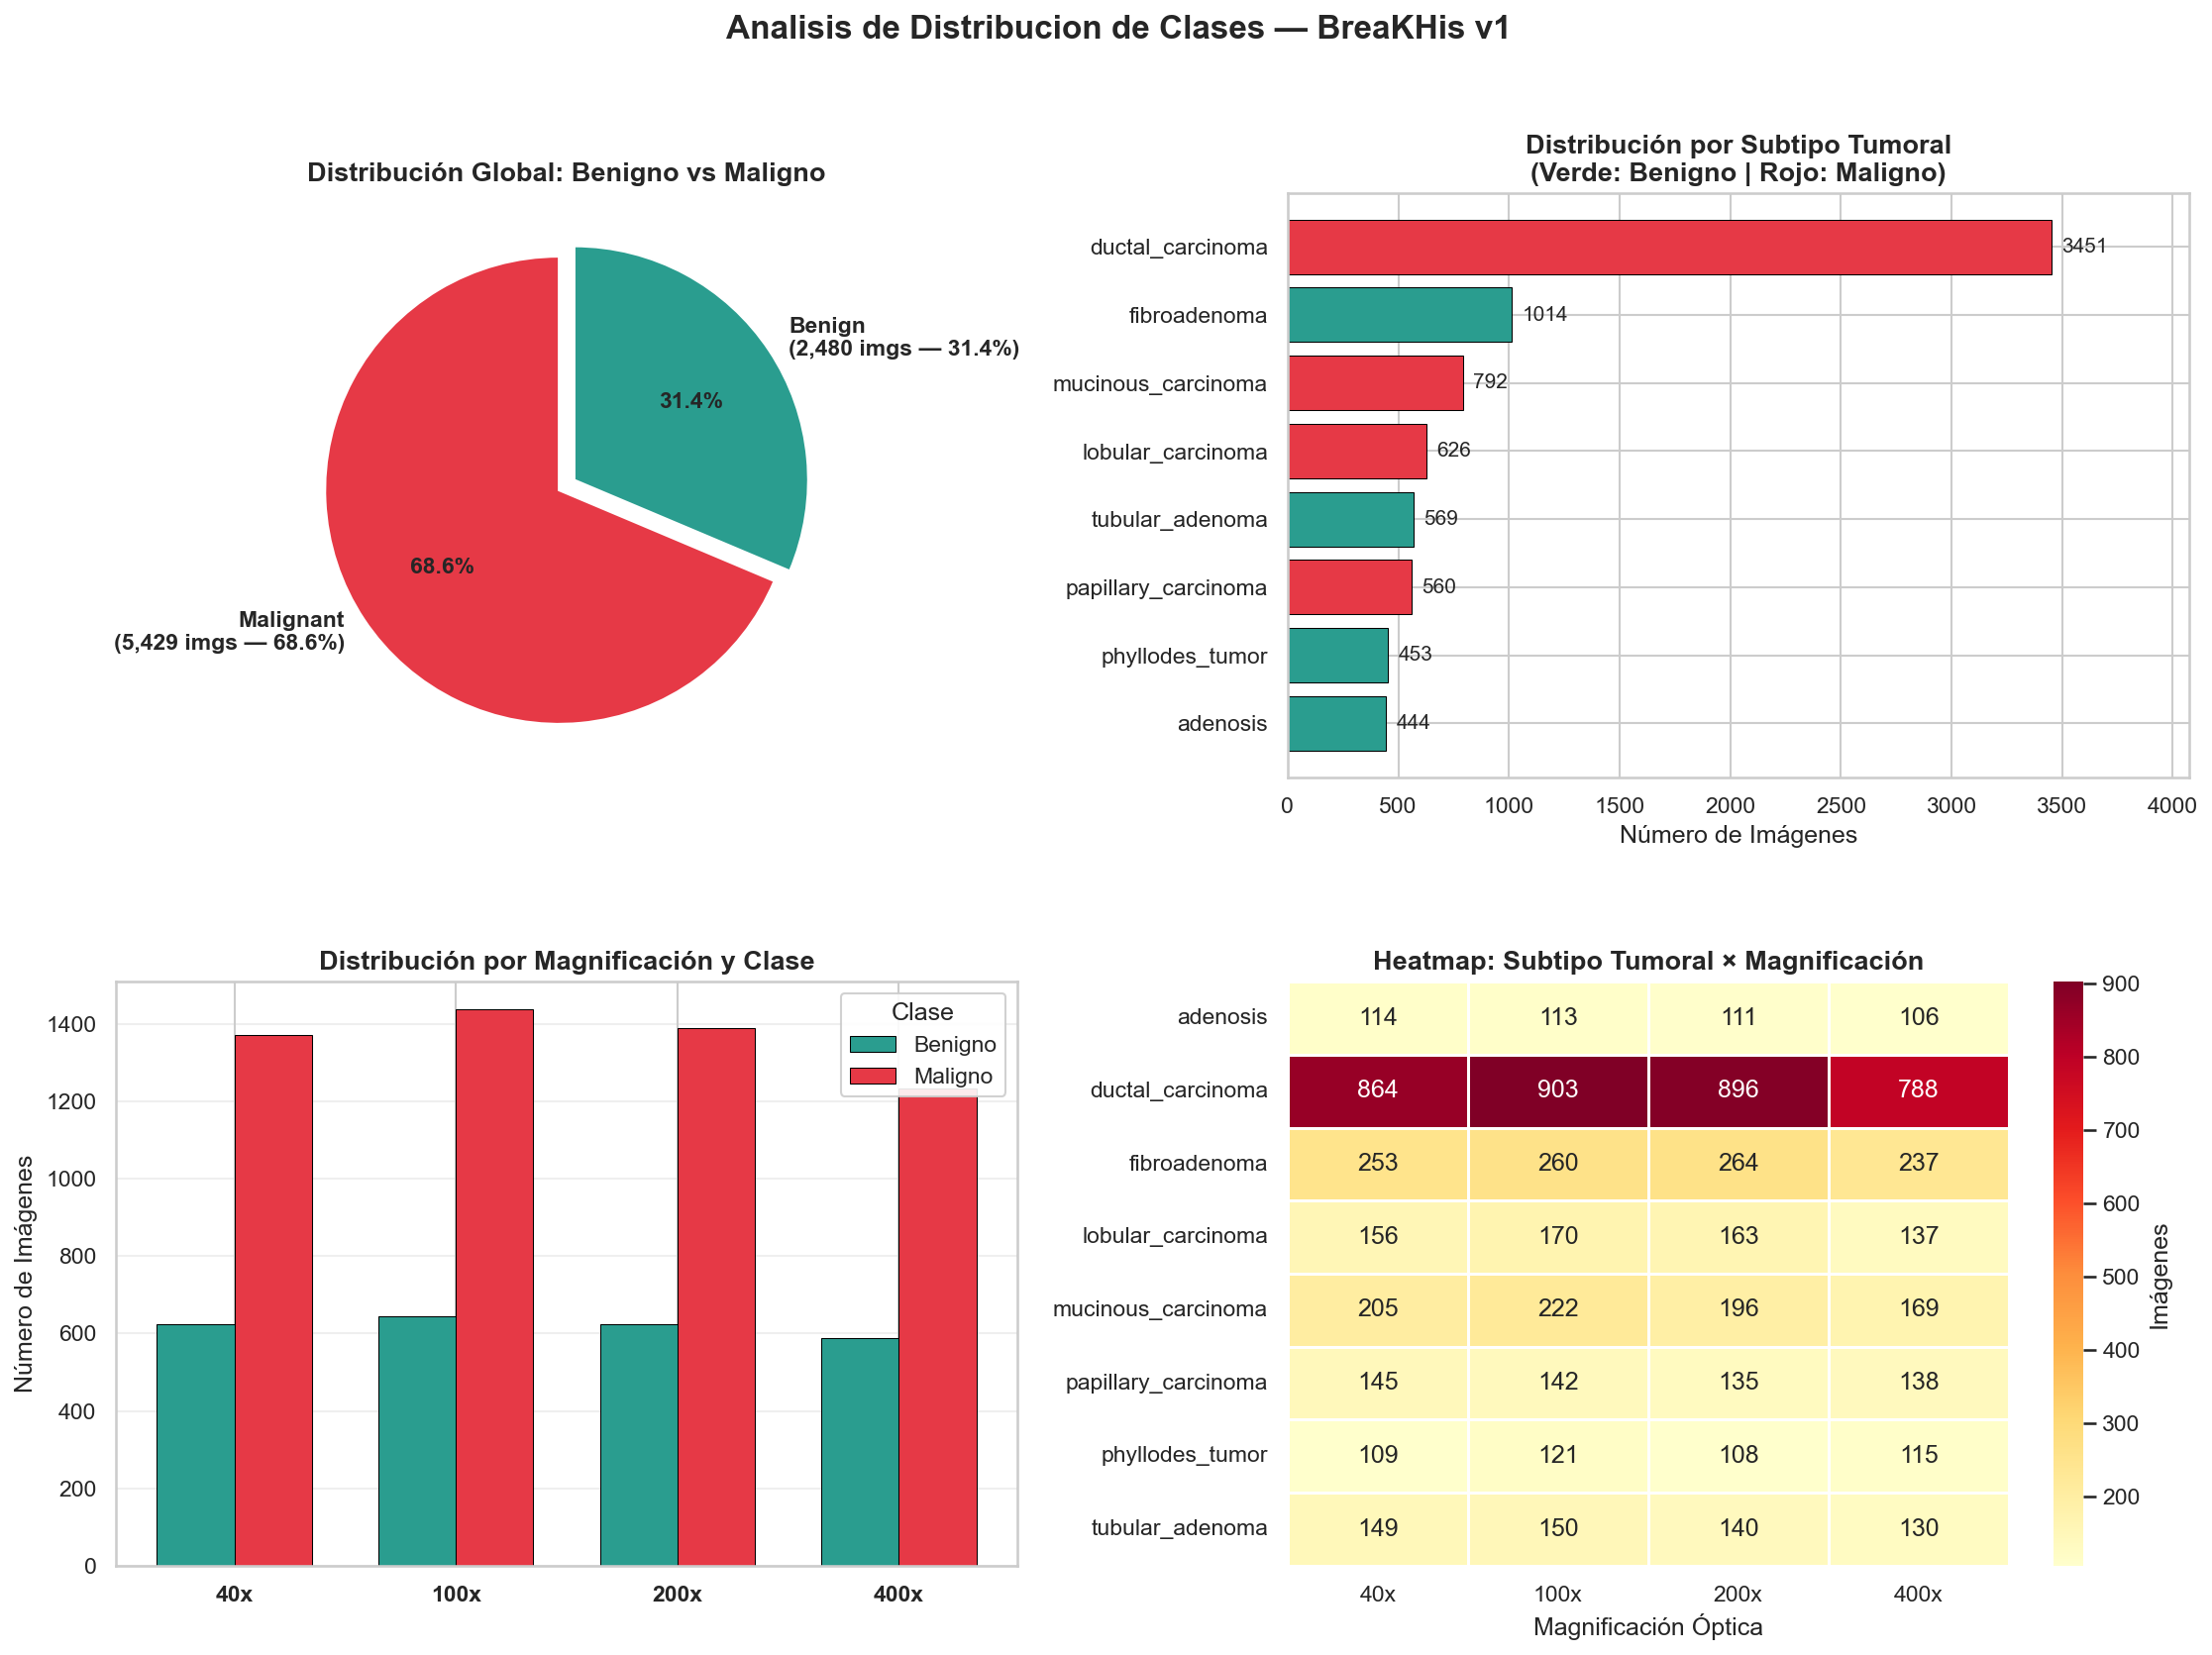 Analisis de Distribucion de Clases — BreaKHis v1
Distribución Global: Benigno vs Maligno
Benign
(2,480 imgs — 31.4%)
31.4%
68.6%
Malignant
(5,429 imgs — 68.6%)
Distribución por Subtipo Tumoral
(Verde: Benigno | Rojo: Maligno)
ductal_carcinoma 3451
fibroadenoma 1014
mucinous_carcinoma 792
lobular_carcinoma 626
tubular_adenoma 569
papillary_carcinoma 560
phyllodes_tumor 453
adenosis 444
0 500 1000 1500 2000 2500 3000 3500 4000
Número de Imágenes
Distribución por Magnificación y Clase
Clase
Benigno
Maligno
Número de Imágenes
1400
1200
1000
800
600
400
200
0
40x 100x 200x 400x
Heatmap: Subtipo Tumoral × Magnificación
adenosis 114 113 111 106
ductal_carcinoma 864 903 896 788
fibroadenoma 253 260 264 237
lobular_carcinoma 156 170 163 137
mucinous_carcinoma 205 222 196 169
papillary_carcinoma 145 142 135 138
phyllodes_tumor 109 121 108 115
tubular_adenoma 149 150 140 130
40x 100x 200x 400x
Magnificación Óptica
900
800
700
600
500
400
300
200
Imágenes